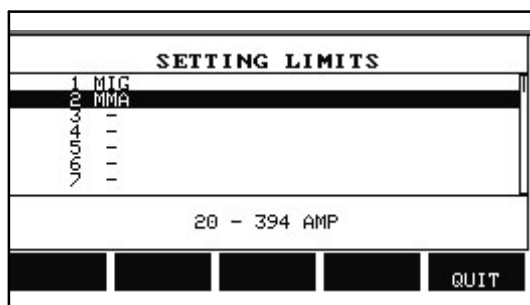 SETTING LIMITS
1 MIG
2 MMA
3 -
4 -
5 -
6 -
7 -
20 - 394 AMP
QUIT